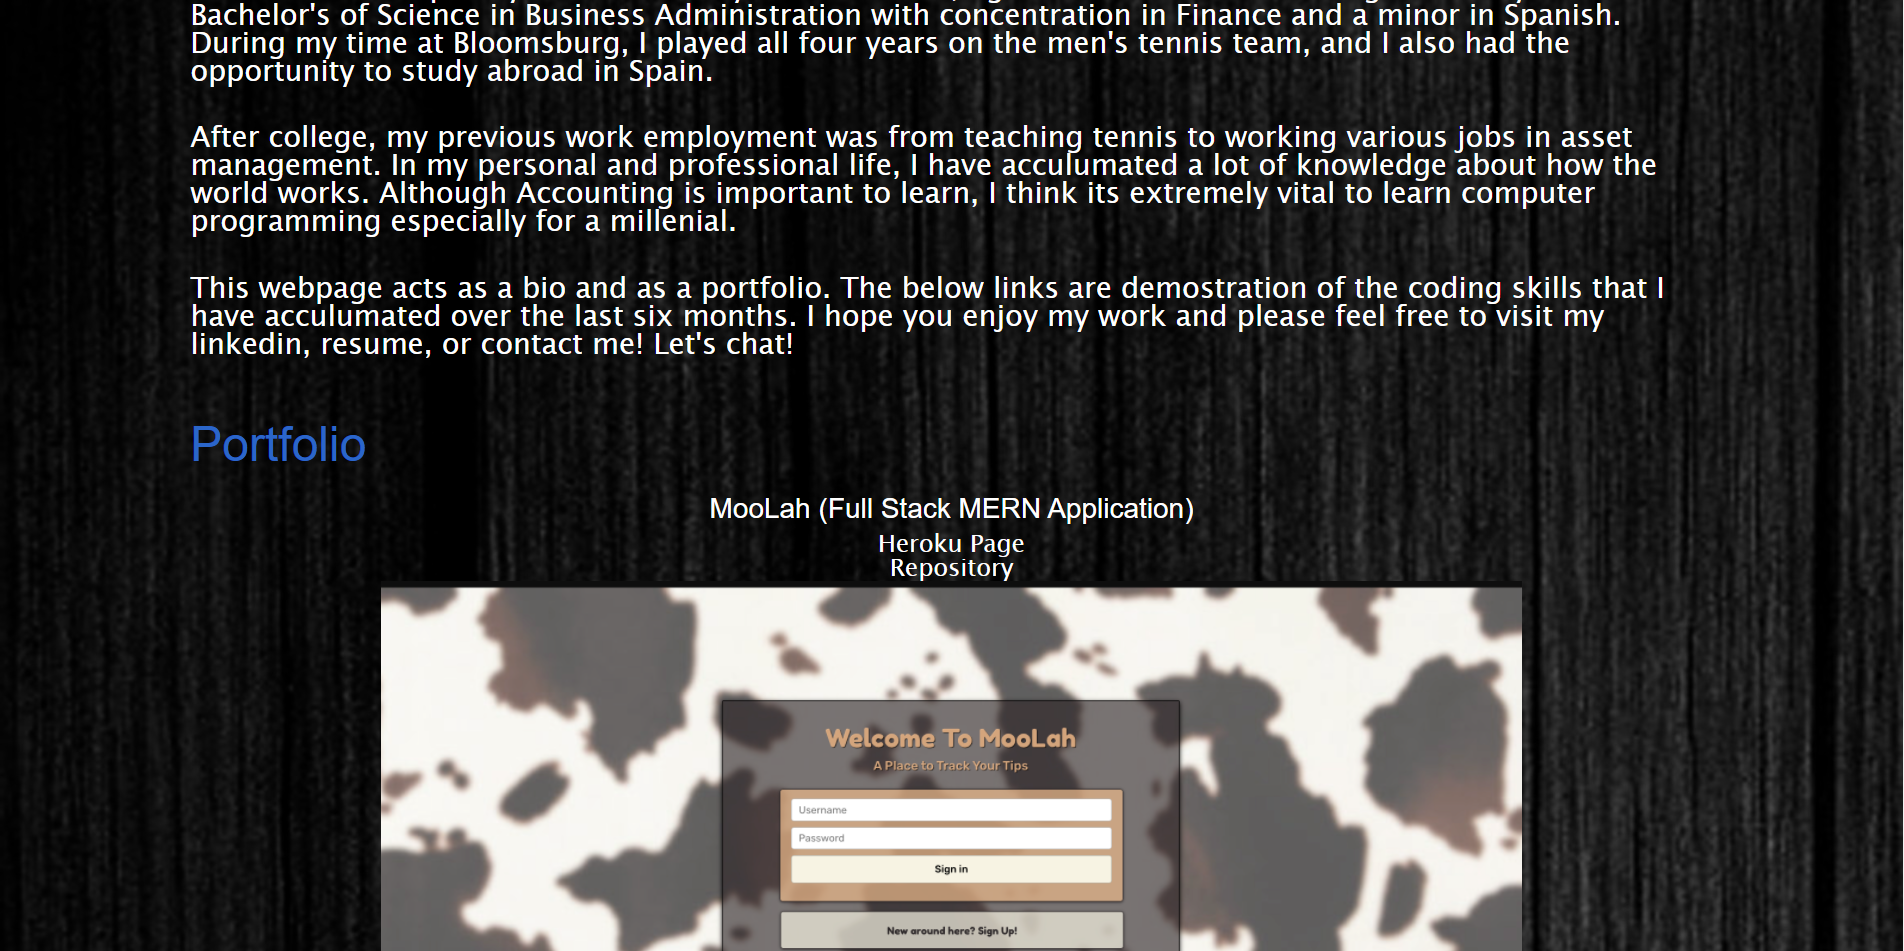 Bachelor's of Science in Business Administration with concentration in Finance and a minor in Spanish.
During my time at Bloomsburg, I played all four years on the men's tennis team, and I also had the
opportunity to study abroad in Spain.
After college, my previous work employment was from teaching tennis to working various jobs in asset
management. In my personal and professional life, I have acculumated a lot of knowledge about how the
world works. Although Accounting is important to learn, I think its extremely vital to learn computer
programming especially for a millenial.
This webpage acts as a bio and as a portfolio. The below links are demostration of the coding skills that I
have acculumated over the last six months. I hope you enjoy my work and please feel free to visit my
linkedin, resume, or contact me! Let's chat!
Portfolio
MooLah (Full Stack MERN Application)
Heroku Page
Repository
Welcome To MooLah
A Place to Track Your Tips
Username
Password
Sign in
New around here? Sign Up!